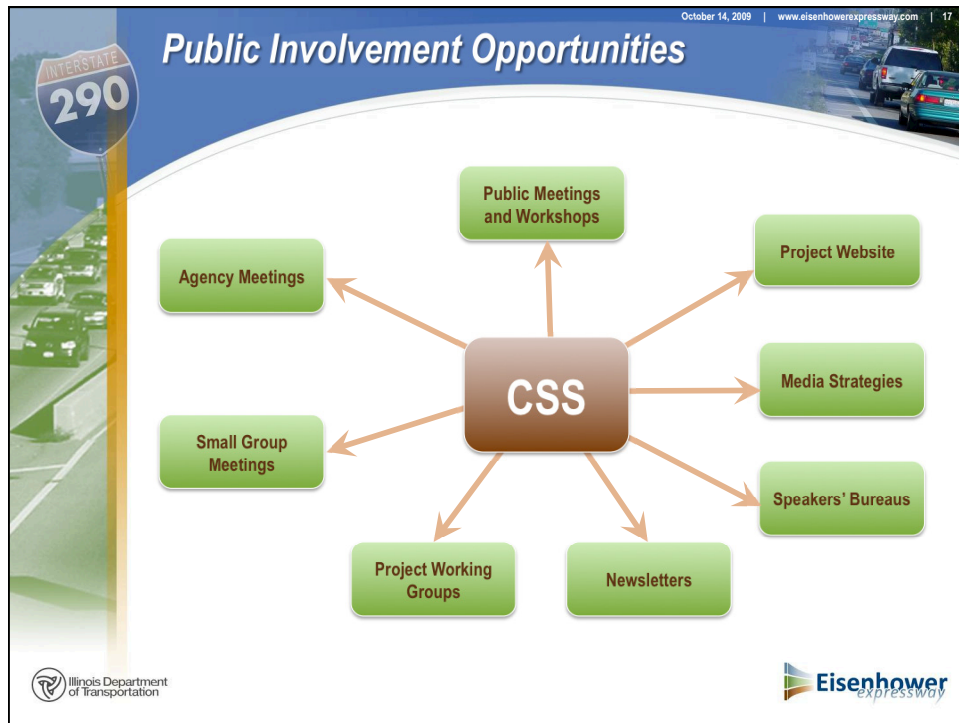 October 14, 2009 | www.eisenhowerexpressway.com | 17
Public Involvement Opportunities
INTERSTATE
290
Public Meetings
and Workshops
Agency Meetings
Project Website
CSS
Media Strategies
Small Group
Meetings
Speakers' Bureaus
Project Working
Groups
Newsletters
Illinois Department
of Transportation
Eisenhower
expressway